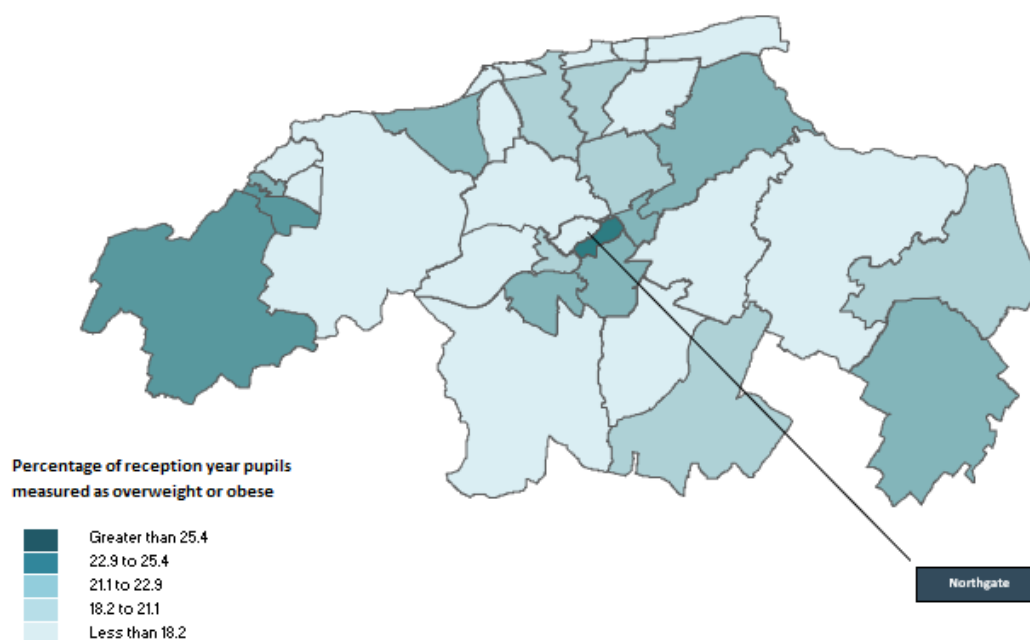 Percentage of reception year pupils
measured as overweight or obese
Greater than 25.4
22.9 to 25.4
21.1 to 22.9
18.2 to 21.1
Less than 18.2
Northgate